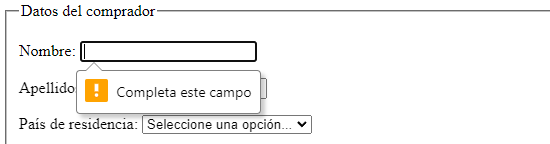 Datos del comprador
Nombre:
Completa este campo
Apellido
País de residencia: Seleccione una opción...